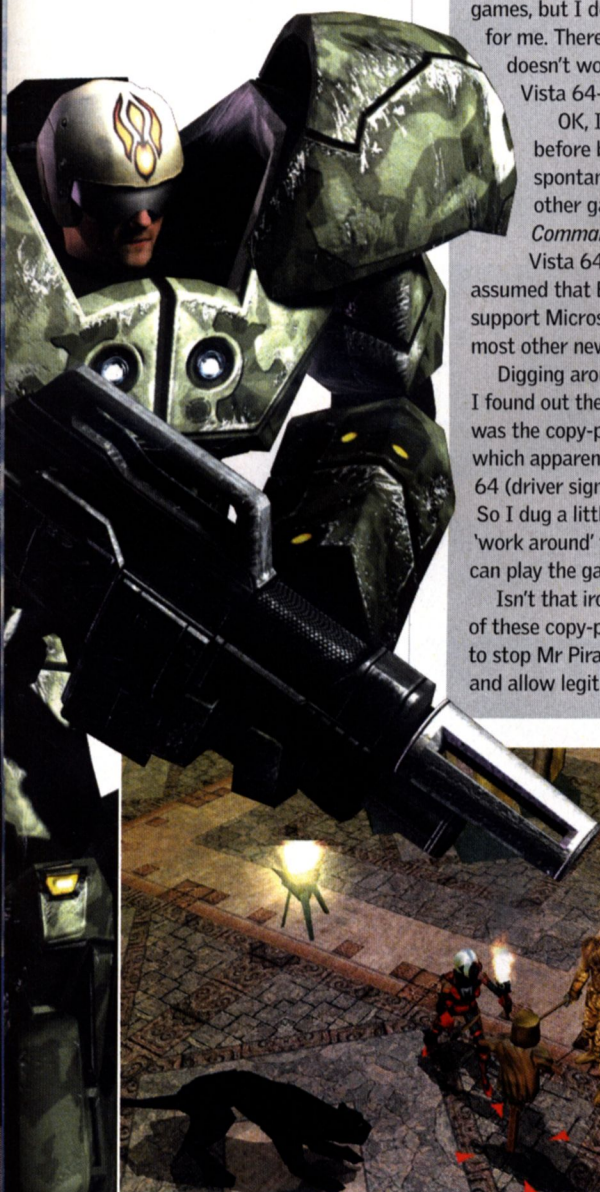 games, but I d
for me. There
doesn't wo
Vista 64-
OK, I
before b
spontan
other ga
Comma
Vista 64
assumed that E
support Micros
most other nev
Digging arou
I found out the
was the copy-p
which apparen
64 (driver sign
So I dug a littl
'work around'
can play the ga
Isn't that iro
of these copy-p
to stop Mr Pira
and allow legit